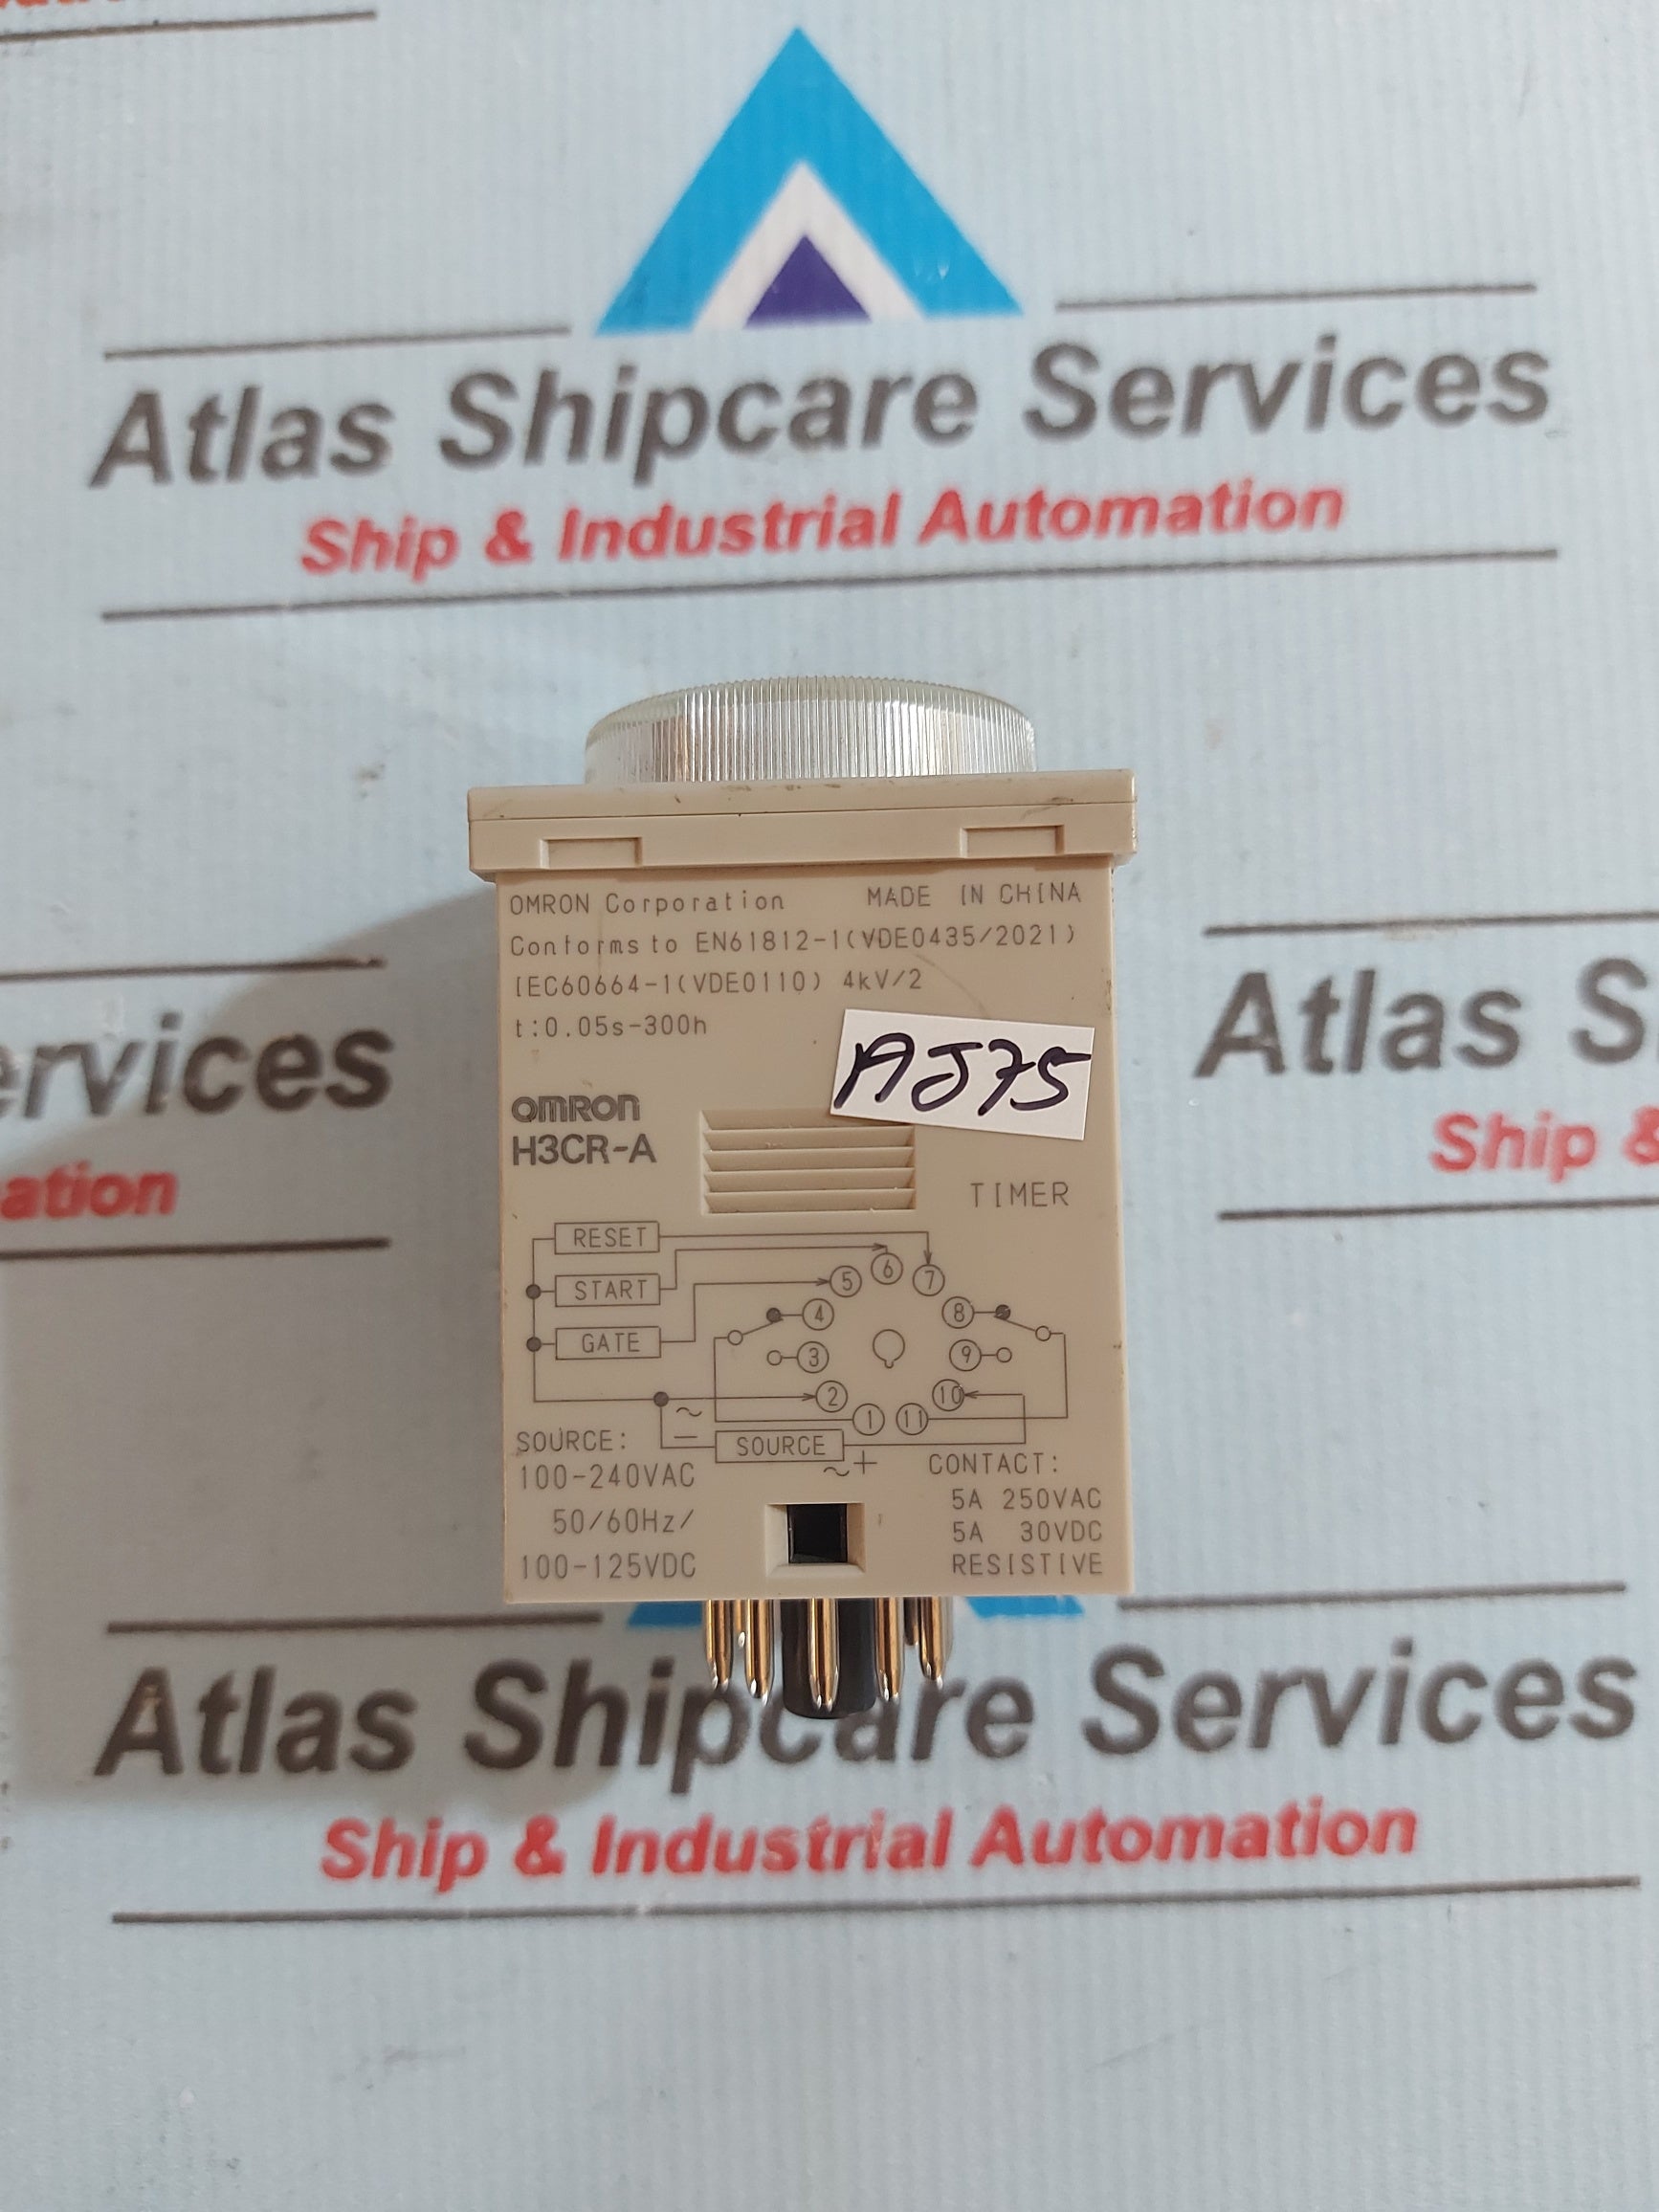 Atlas Shipcare Services
Ship & Industrial Automation
OMRON Corporation MADE IN CHINA
Conforms to EN61812-1(VDE0435/2021)
IEC60664-1(VDE0110) 4kV/2
t:0.05s-300h
AJ75
OMRON
H3CR-A
TIMER
RESET
START
GATE
5 6 7
4 8
3 9
2 10
1 11
~
−
SOURCE
~ +
SOURCE:
100-240VAC
50/60Hz/
100-125VDC
CONTACT:
5A 250VAC
5A 30VDC
RESISTIVE
ervices
ation
Atlas S
Ship &
Atlas Shipcare Services
Ship & Industrial Automation